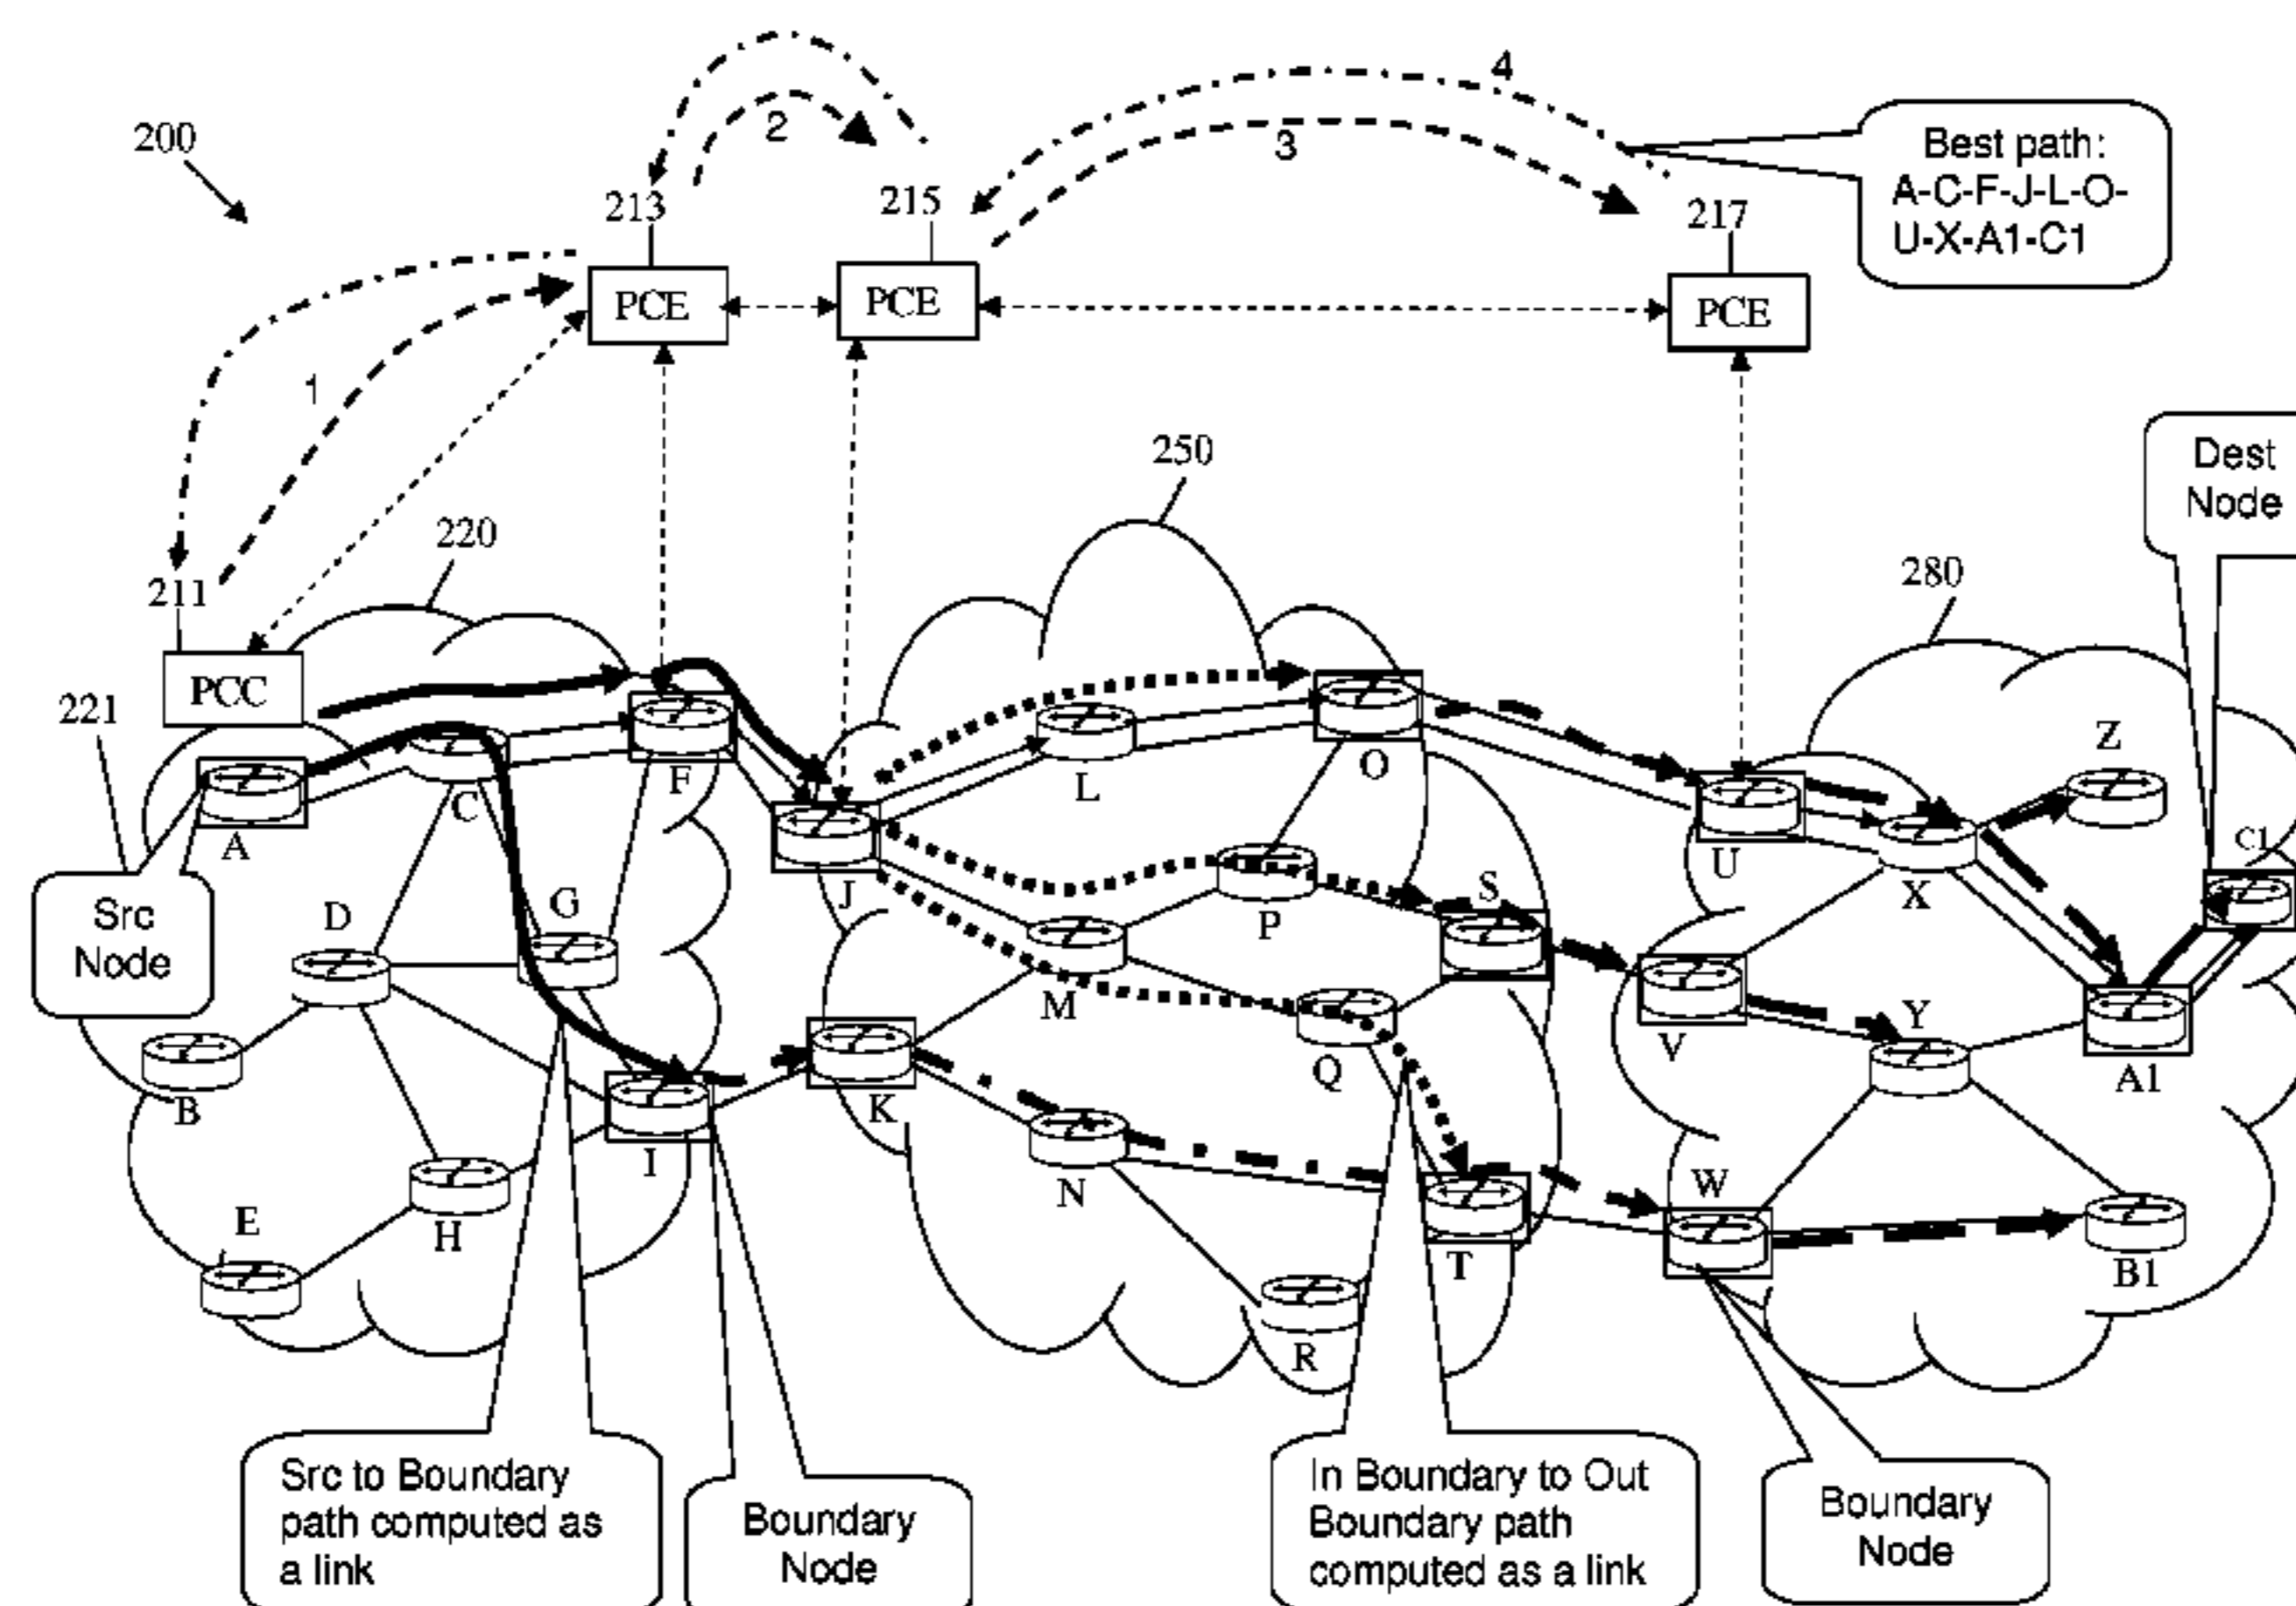 4
200
2
3
Best path:
A-C-F-J-L-O-
U-X-A1-C1
213
215
217
PCE
PCE
PCE
1
250
Dest
Node
220
280
211
PCC
221
Z
A
C
F
L
O
J
U
X
C1
Src
Node
D
G
P
S
M
V
Y
B
K
Q
A1
I
N
W
E
H
T
R
B1
Src to Boundary
path computed as
a link
Boundary
Node
In Boundary to Out
Boundary path
computed as a link
Boundary
Node